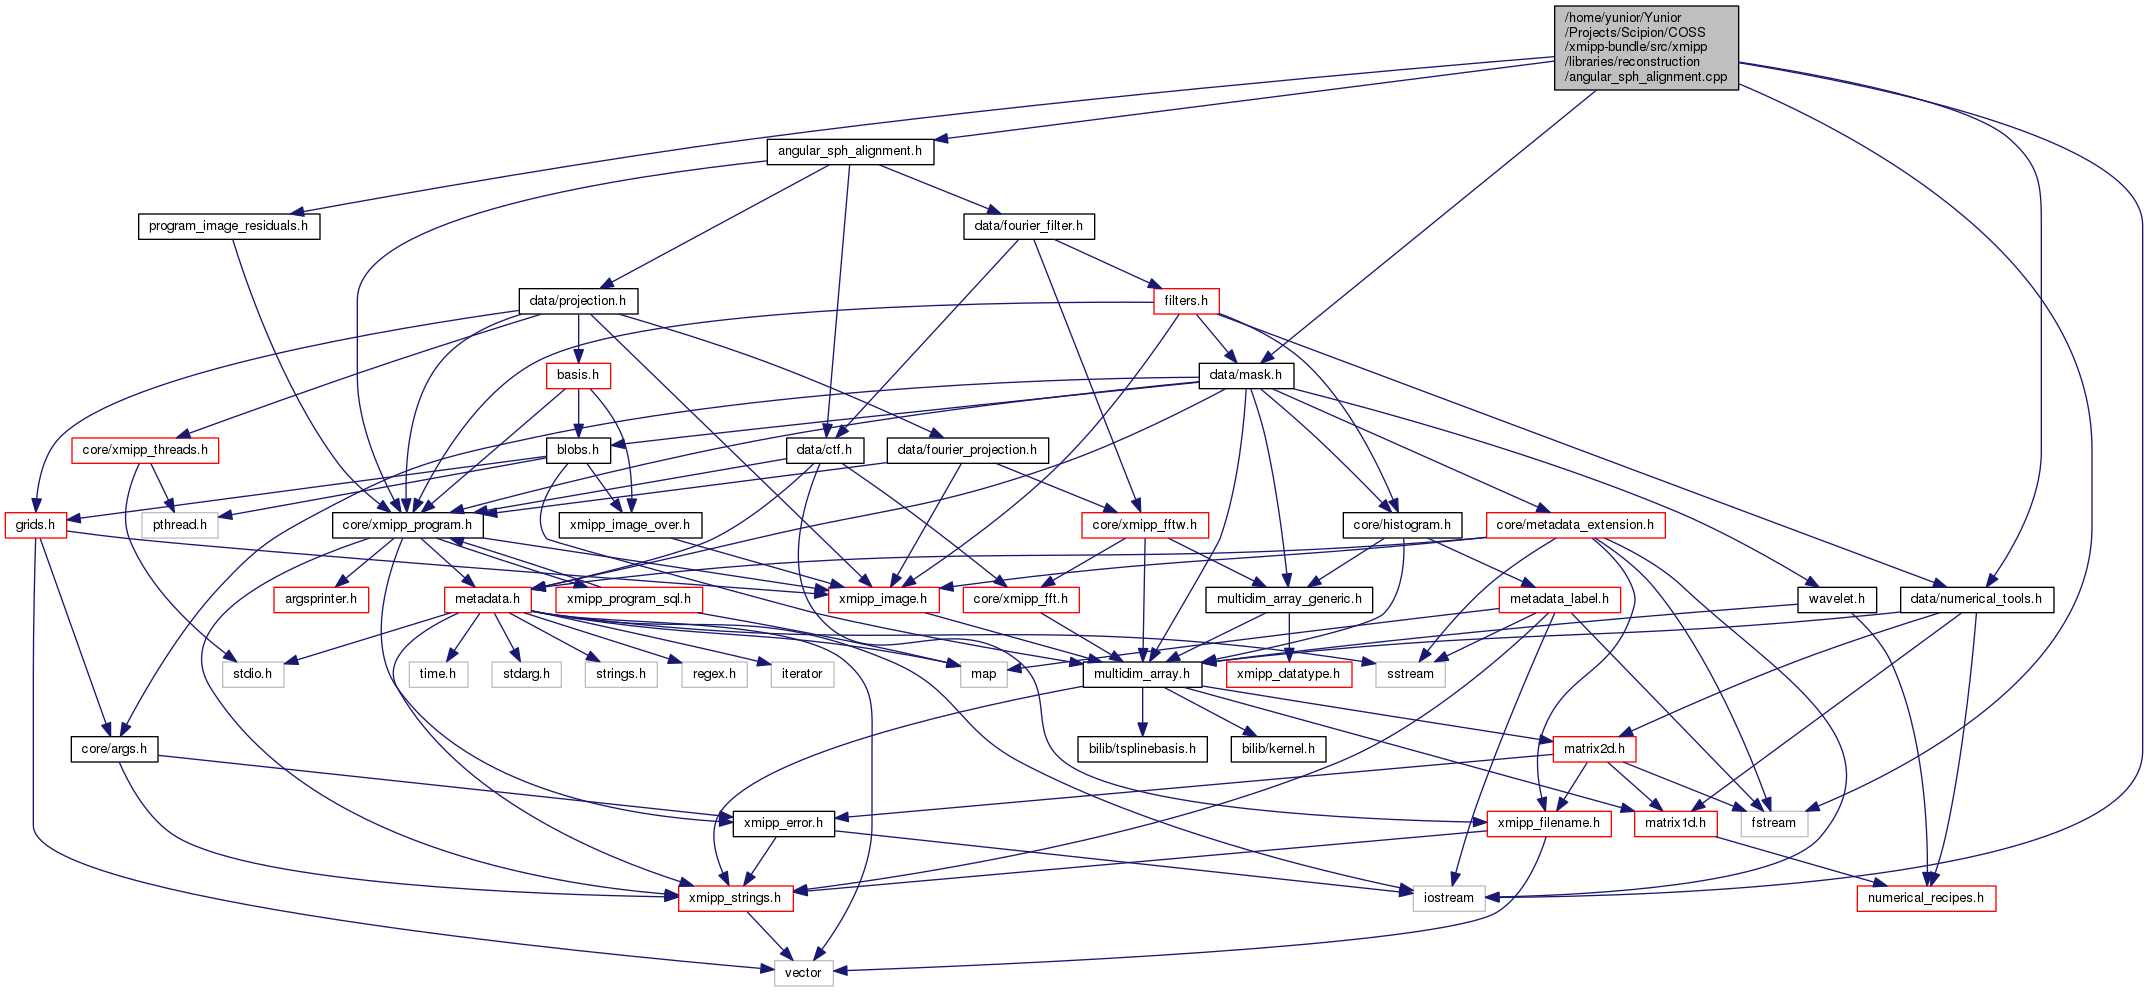 /home/yunior/Yunior
/Projects/Scipion/COSS
/xmipp-bundle/src/xmipp
/libraries/reconstruction
/angular_sph_alignment.cpp
angular_sph_alignment.h
program_image_residuals.h
data/fourier_filter.h
data/projection.h
filters.h
basis.h
data/mask.h
core/xmipp_threads.h
blobs.h
data/ctf.h
data/fourier_projection.h
grids.h
pthread.h
core/xmipp_program.h
xmipp_image_over.h
core/xmipp_fftw.h
core/histogram.h
core/metadata_extension.h
argsprinter.h
metadata.h
xmipp_program_sql.h
xmipp_image.h
core/xmipp_fft.h
multidim_array_generic.h
metadata_label.h
wavelet.h
data/numerical_tools.h
stdio.h
time.h
stdarg.h
strings.h
regex.h
iterator
map
multidim_array.h
xmipp_datatype.h
sstream
core/args.h
bilib/tsplinebasis.h
bilib/kernel.h
matrix2d.h
xmipp_error.h
xmipp_filename.h
matrix1d.h
fstream
xmipp_strings.h
iostream
numerical_recipes.h
vector